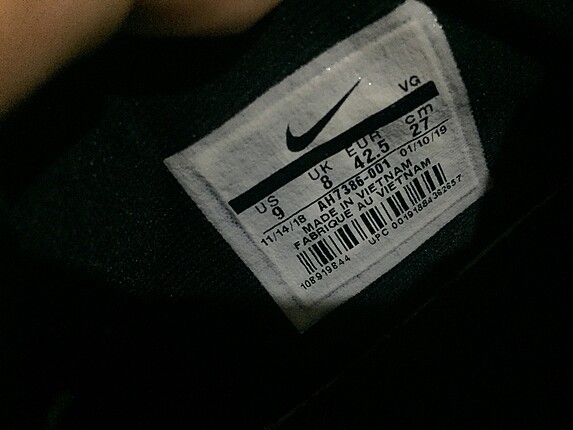 VG
US UK EUR cm
9 8 42.5 27
11/14/18 AH7386-001 01/10/19
MADE IN VIETNAM
FABRIQUE AU VIETNAM
108919844 UPC 00191884362657